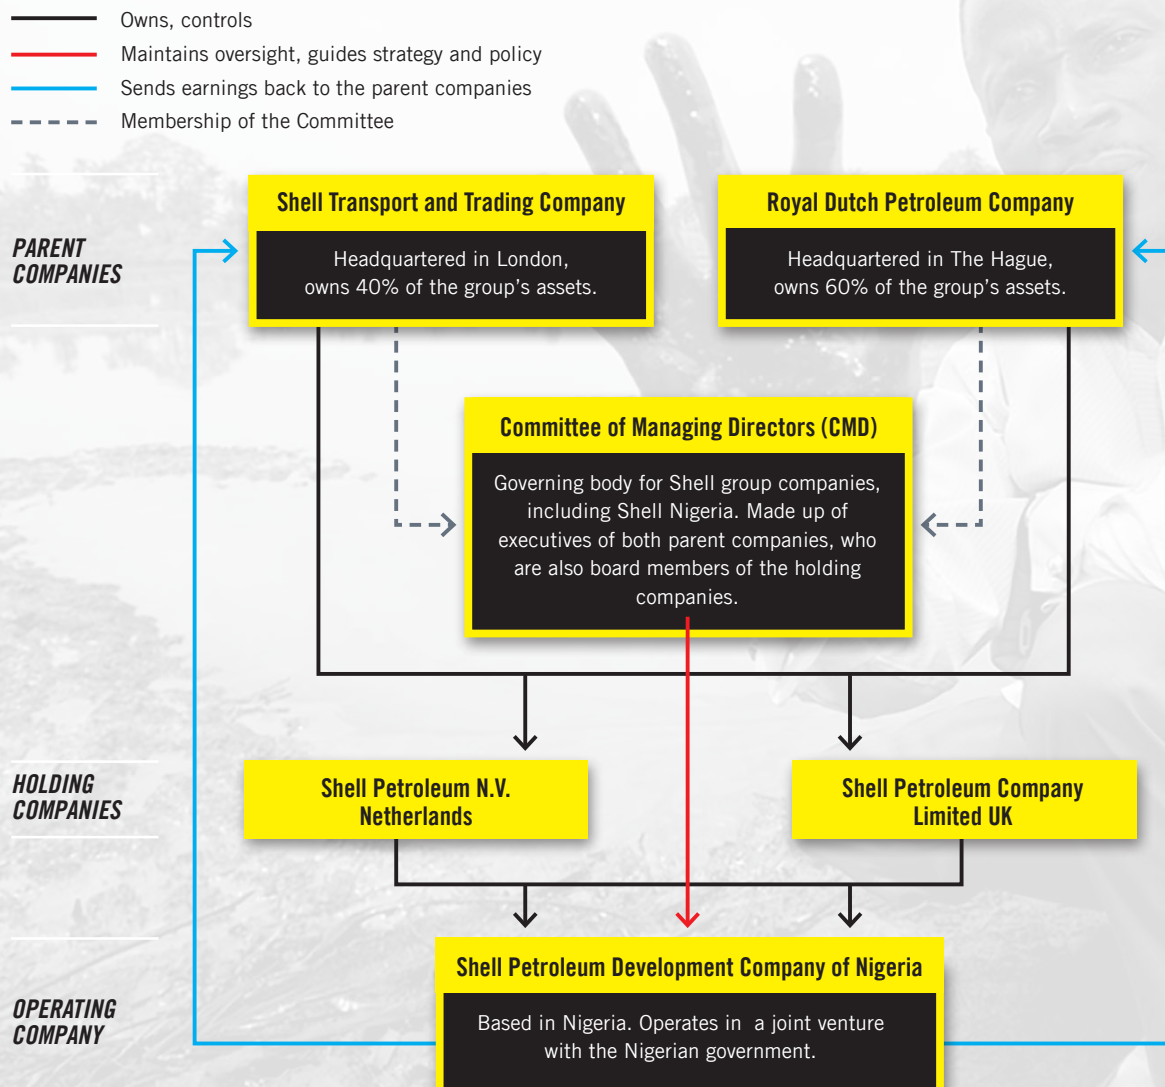 Owns, controls
Maintains oversight, guides strategy and policy
Sends earnings back to the parent companies
Membership of the Committee
PARENT
COMPANIES
Shell Transport and Trading Company
Headquartered in London,
owns 40% of the group's assets.
Royal Dutch Petroleum Company
Headquartered in The Hague,
owns 60% of the group's assets.
Committee of Managing Directors (CMD)
Governing body for Shell group companies,
including Shell Nigeria. Made up of
executives of both parent companies, who
are also board members of the holding
companies.
HOLDING
COMPANIES
Shell Petroleum N.V.
Netherlands
Shell Petroleum Company
Limited UK
OPERATING
COMPANY
Shell Petroleum Development Company of Nigeria
Based in Nigeria. Operates in a joint venture
with the Nigerian government.